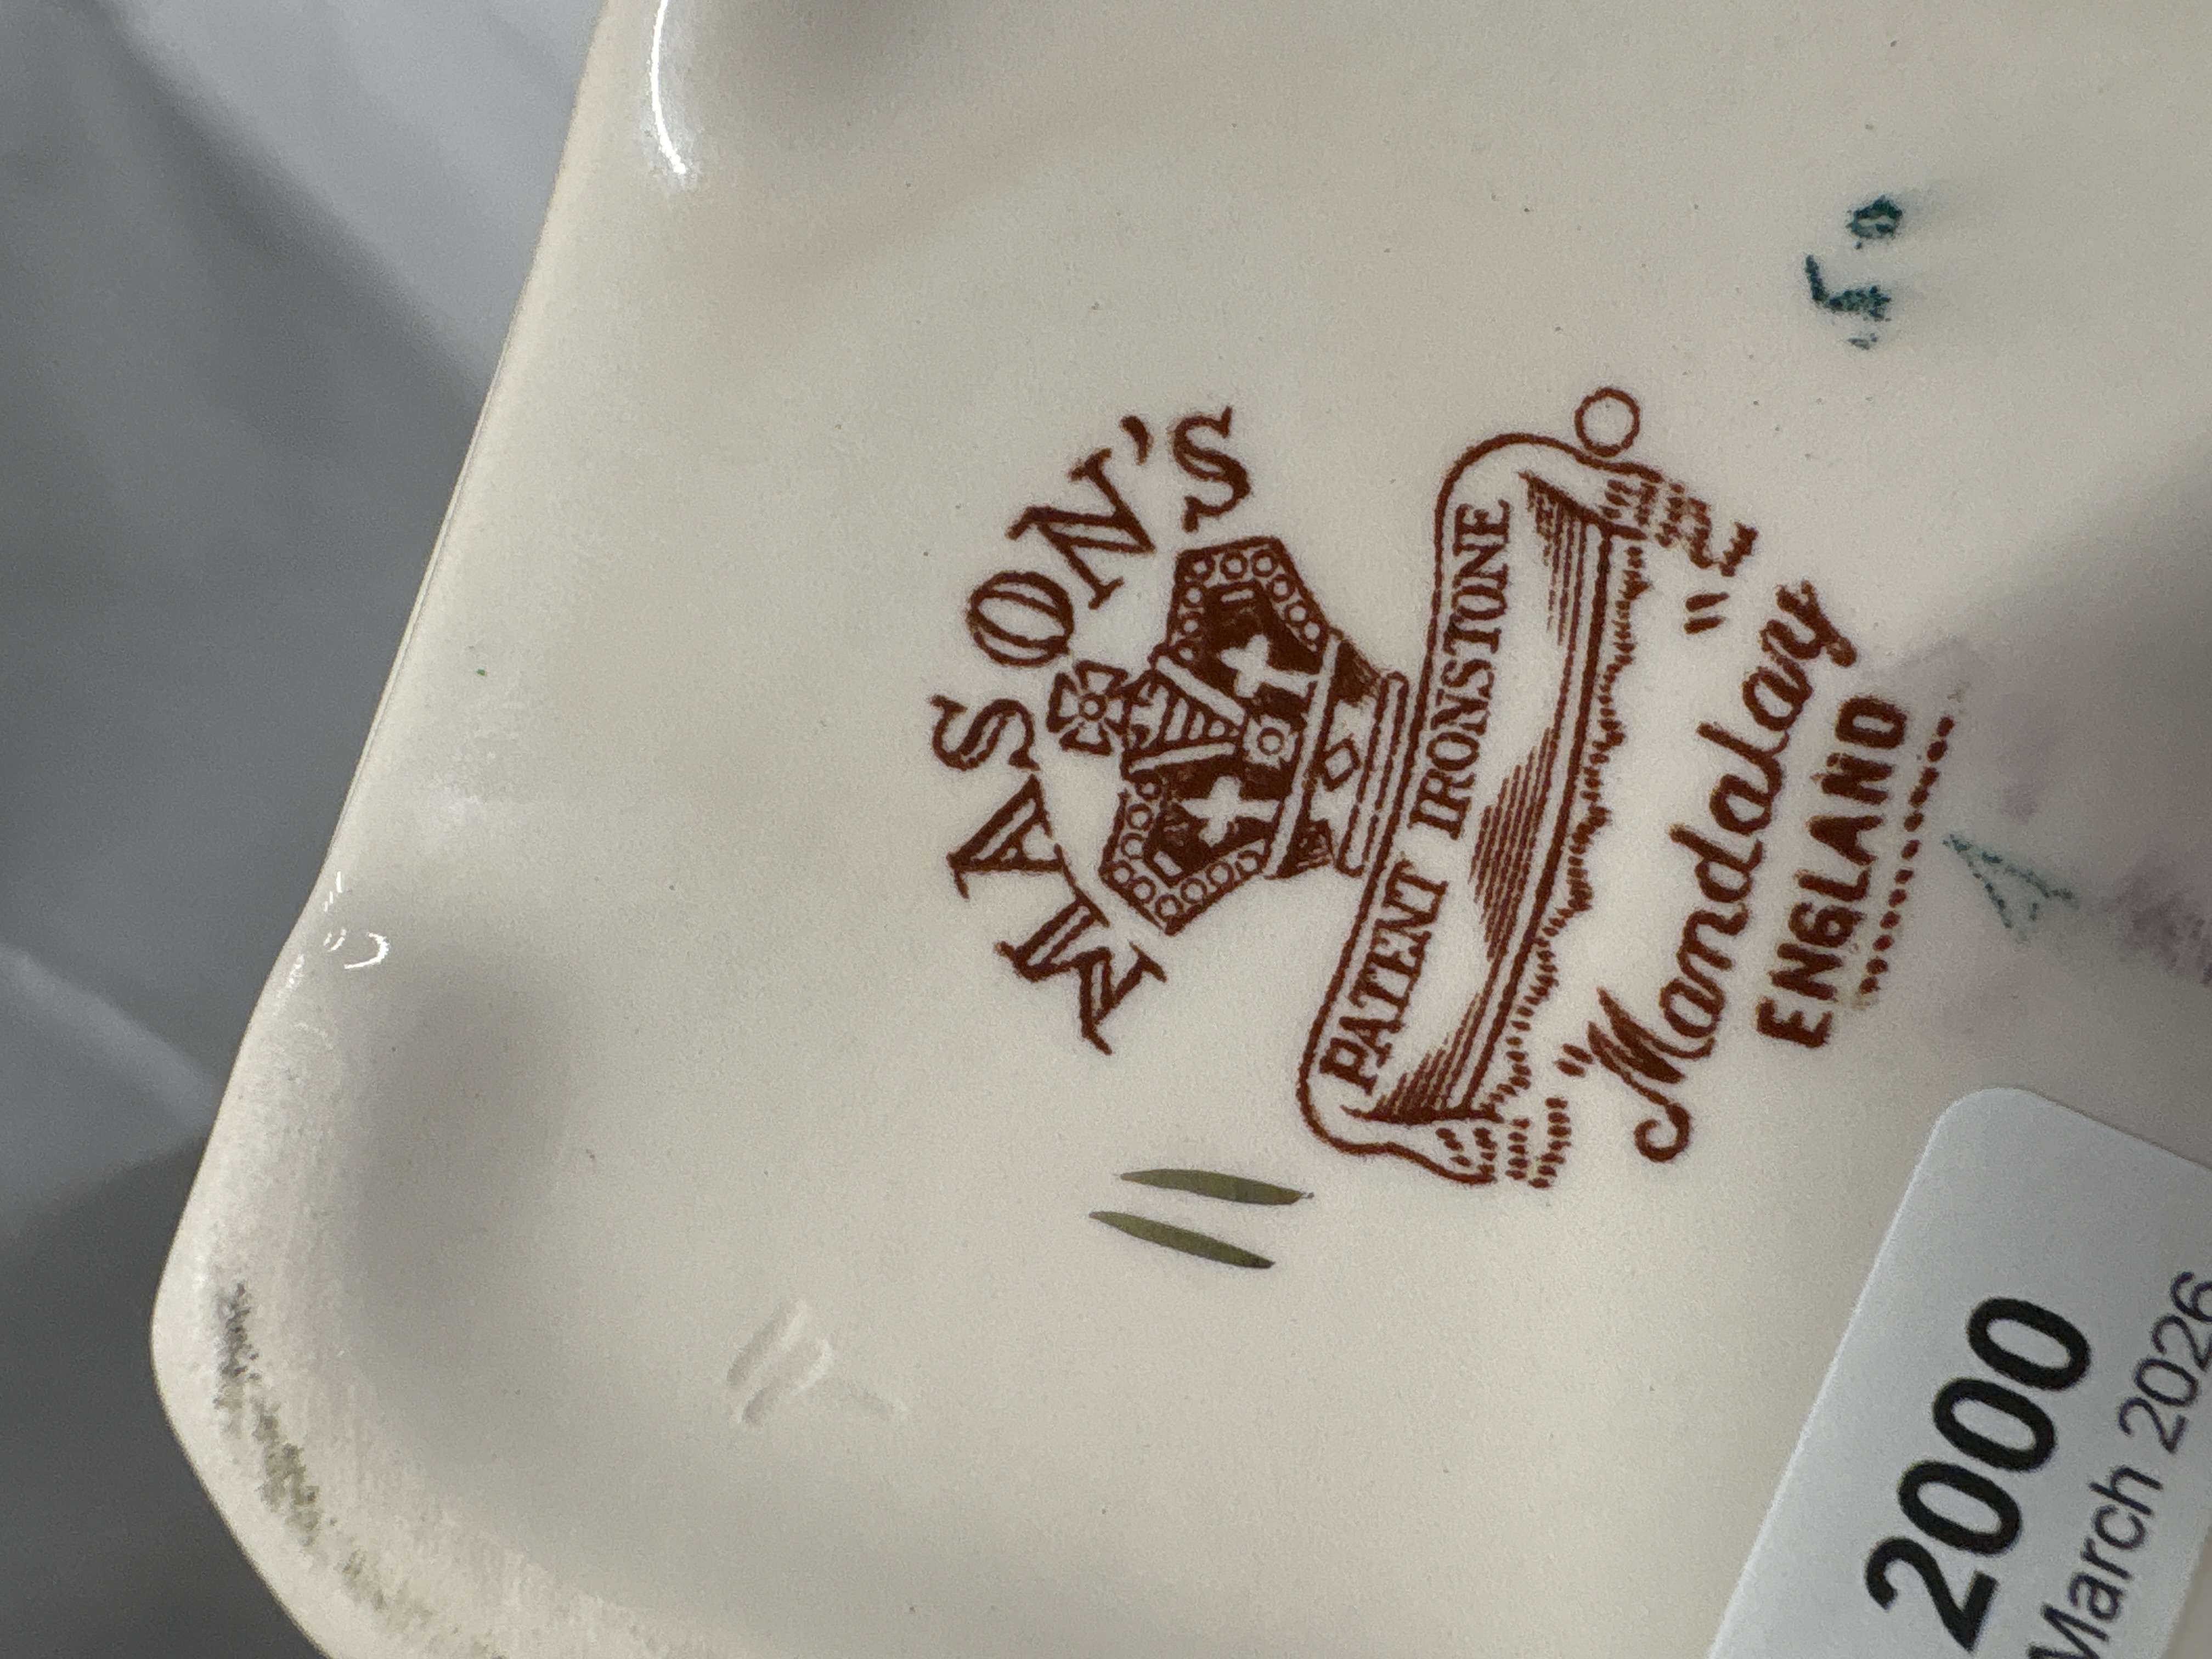 MASON'S
PATENT IRONSTONE
"Mandalay"
ENGLAND
A
2000
March 2026